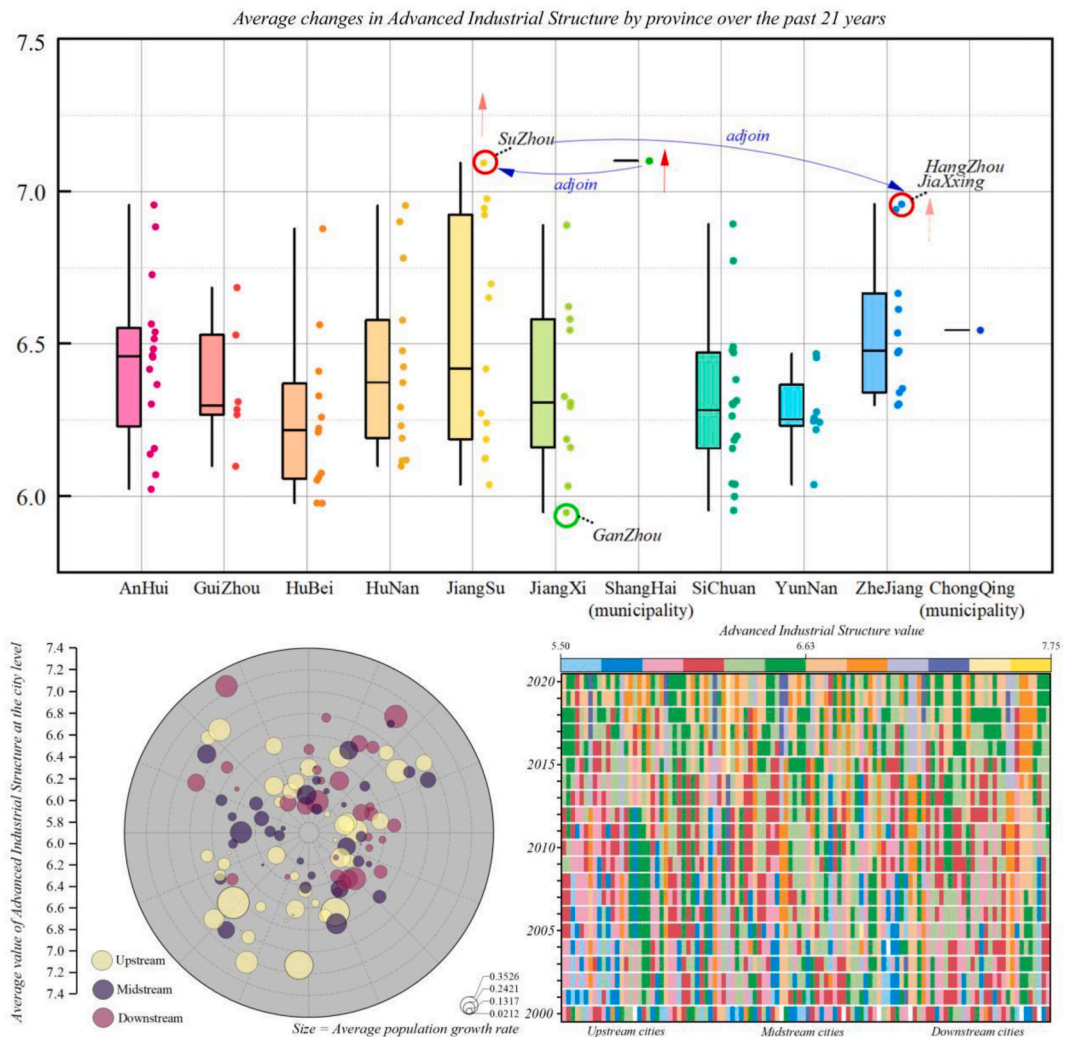 Average changes in Advanced Industrial Structure by province over the past 21 years
7.5
7.0
6.5
6.0
SuZhou
adjoin
adjoin
HangZhou
JiaXxing
GanZhou
AnHui
GuiZhou
HuBei
HuNan
JiangSu
JiangXi
ShangHai
(municipality)
SiChuan
YunNan
ZheJiang
ChongQing
(municipality)
Average value of Advanced Industrial Structure at the city level
7.4
7.2
7.0
6.8
6.6
6.4
6.2
6.0
5.8
6.0
6.2
6.4
6.6
6.8
7.0
7.2
7.4
Upstream
Midstream
Downstream
0.3526
0.2421
0.1317
0.0212
Size = Average population growth rate
Advanced Industrial Structure value
5.50
6.63
7.75
2020
2015
2010
2005
2000
Upstream cities
Midstream cities
Downstream cities